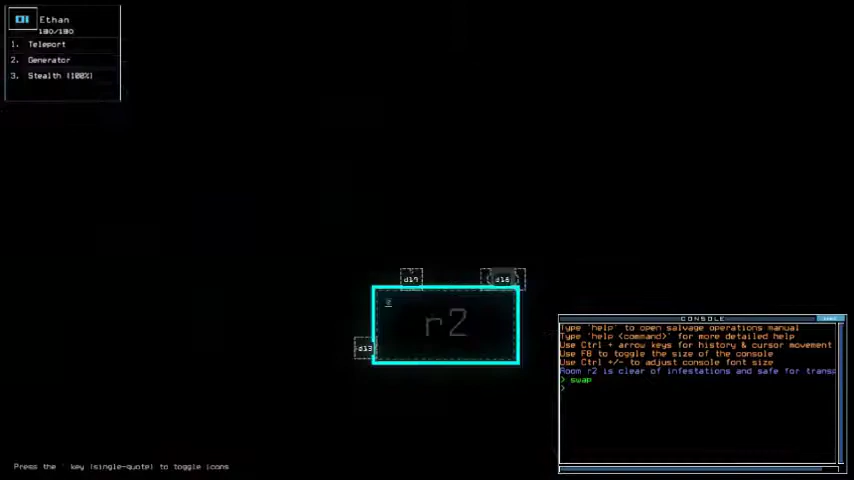 Ethan
180/180
1. Teleport
2. Generator
3. Stealth (100%)
d19
d18
r2
d13
CONSOLE
Type 'help' to open salvage operations manual
Type 'help <command>' for more detailed help
Use Ctrl + arrow keys for history & cursor movement
Use F8 to toggle the size of the console
Use Ctrl +/- to adjust console font size
Room r2 is clear of infestations and safe for transp
> swap
>
Press the ' key (single-quote) to toggle icons